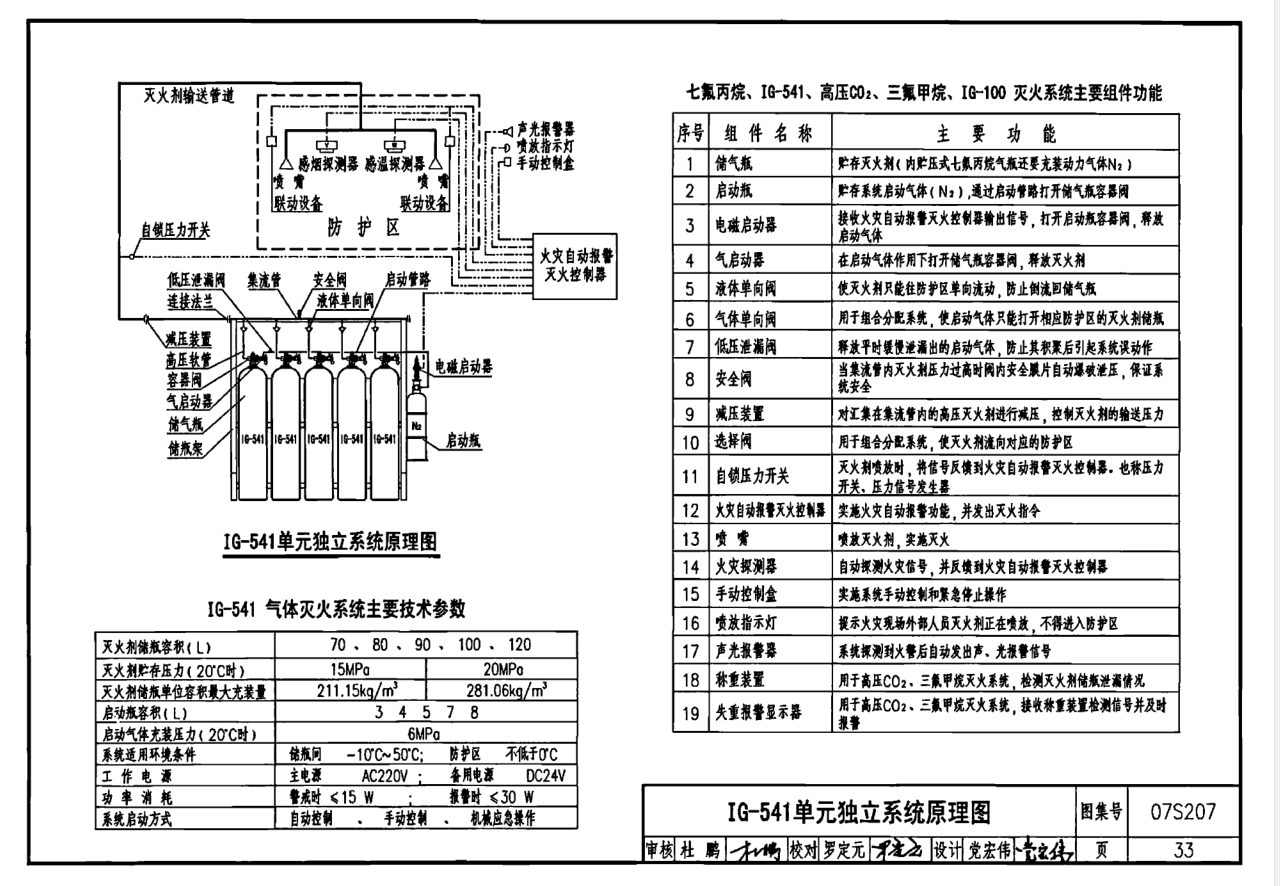 灭火剂输送管道
声光报警器
喷放指示灯
手动控制盒
感烟探测器 感温探测器
喷嘴 喷嘴
联动设备 联动设备
防护区
自锁压力开关
火灾自动报警
灭火控制器
低压泄漏阀 集流管 安全阀 启动管路
连接法兰 液体单向阀
减压装置
高压软管
容器阀
电磁启动器
气启动器
储气瓶
N₂
IG-541 IG-541 IG-541 IG-541 IG-541
启动瓶
储瓶架
IG-541单元独立系统原理图
IG-541 气体灭火系统主要技术参数
灭火剂储瓶容积(L) 70 、 80 、 90 、 100 、 120
灭火剂贮存压力(20℃时) 15MPa 20MPa
灭火剂储瓶单位容积最大充装量 211.15kg/m³ 281.06kg/m³
启动瓶容积(L) 3 4 5 7 8
启动气体充装压力(20℃时) 6MPa
系统适用环境条件 储瓶间 -10℃~50℃; 防护区 不低于0℃
工作电源 主电源 AC220V ; 备用电源 DC24V
功率消耗 警戒时 ≤15 W ; 报警时 ≤30 W
系统启动方式 自动控制 、 手动控制 、 机械应急操作
七氟丙烷、IG-541、高压CO₂、三氟甲烷、IG-100 灭火系统主要组件功能
序号 组件名称 主要功能
1 储气瓶 贮存灭火剂(内贮压式七氟丙烷气瓶还要充装动力气体N₂)
2 启动瓶 贮存系统启动气体(N₂),通过启动管路打开储气瓶容器阀
3 电磁启动器 接收火灾自动报警灭火控制器输出信号,打开启动瓶容器阀,释放
启动气体
4 气启动器 在启动气体作用下打开储气瓶容器阀,释放灭火剂
5 液体单向阀 使灭火剂只能往防护区单向流动,防止倒流回储气瓶
6 气体单向阀 用于组合分配系统,使启动气体只能打开相应防护区的灭火剂储瓶
7 低压泄漏阀 释放平时缓慢泄漏出的启动气体,防止其积聚后引起系统误动作
8 安全阀 当集流管内灭火剂压力过高时阀内安全膜片自动爆破泄压,保证系
统安全
9 减压装置 对汇集在集流管内的高压灭火剂进行减压,控制灭火剂的输送压力
10 选择阀 用于组合分配系统,使灭火剂流向对应的防护区
11 自锁压力开关 灭火剂喷放时,将信号反馈到火灾自动报警灭火控制器。也称压力
开关、压力信号发生器
12 火灾自动报警灭火控制器 实施火灾自动报警功能,并发出灭火指令
13 喷嘴 喷放灭火剂,实施灭火
14 火灾探测器 自动探测火灾信号,并反馈到火灾自动报警灭火控制器
15 手动控制盒 实施系统手动控制和紧急停止操作
16 喷放指示灯 提示火灾现场外部人员灭火剂正在喷放,不得进入防护区
17 声光报警器 系统探测到火警后自动发出声、光报警信号
18 称重装置 用于高压CO₂、三氟甲烷灭火系统,检测灭火剂储瓶泄漏情况
19 失重报警显示器 用于高压CO₂、三氟甲烷灭火系统,接收称重装置检测信号并及时
报警
IG-541单元独立系统原理图 图集号 07S207
审核 杜鹏 校对 罗定元 设计 党宏伟 党宏伟 页 33